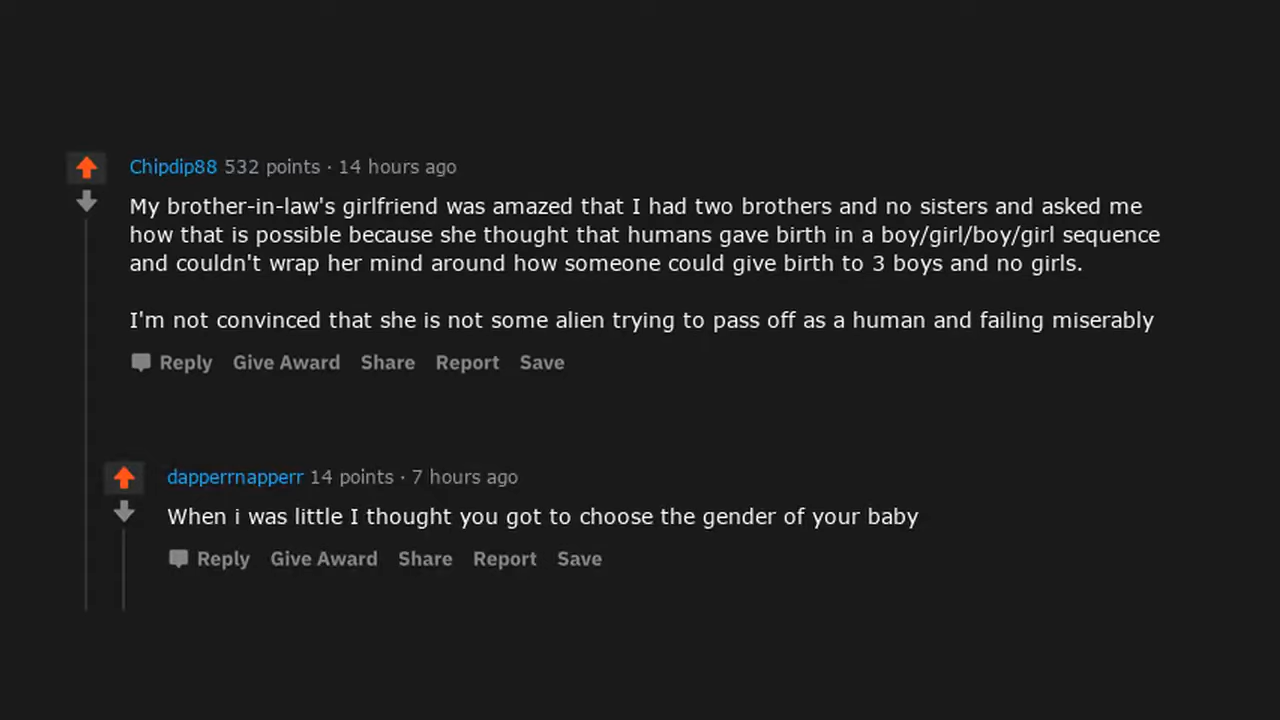 Chipdip88 532 points · 14 hours ago
My brother-in-law's girlfriend was amazed that I had two brothers and no sisters and asked me
how that is possible because she thought that humans gave birth in a boy/girl/boy/girl sequence
and couldn't wrap her mind around how someone could give birth to 3 boys and no girls.
I'm not convinced that she is not some alien trying to pass off as a human and failing miserably
Reply Give Award Share Report Save
dapperrnapperr 14 points · 7 hours ago
When i was little I thought you got to choose the gender of your baby
Reply Give Award Share Report Save